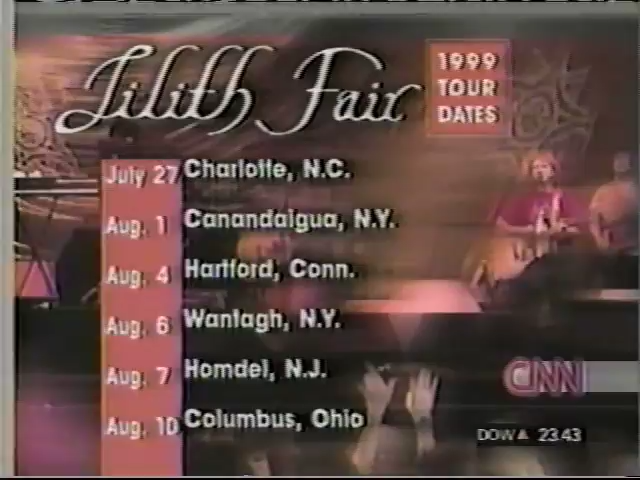 Lilith Fair
1999
TOUR
DATES
July 27 Charlotte, N.C.
Aug. 1 Canandaigua, N.Y.
Aug. 4 Hartford, Conn.
Aug. 6 Wantagh, N.Y.
Aug. 7 Homdel, N.J.
Aug. 10 Columbus, Ohio
CNN
DOW ▲ 23.43